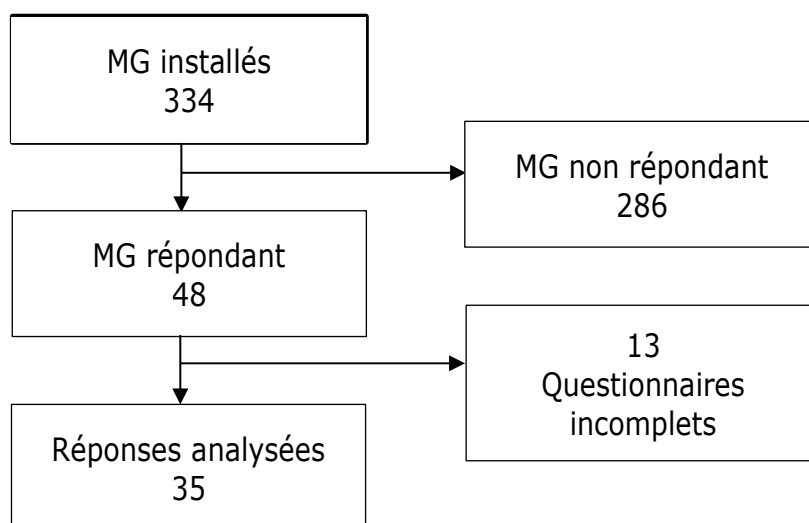 MG installés
334
MG non répondant
286
MG répondant
48
13
Questionnaires
incomplets
Réponses analysées
35